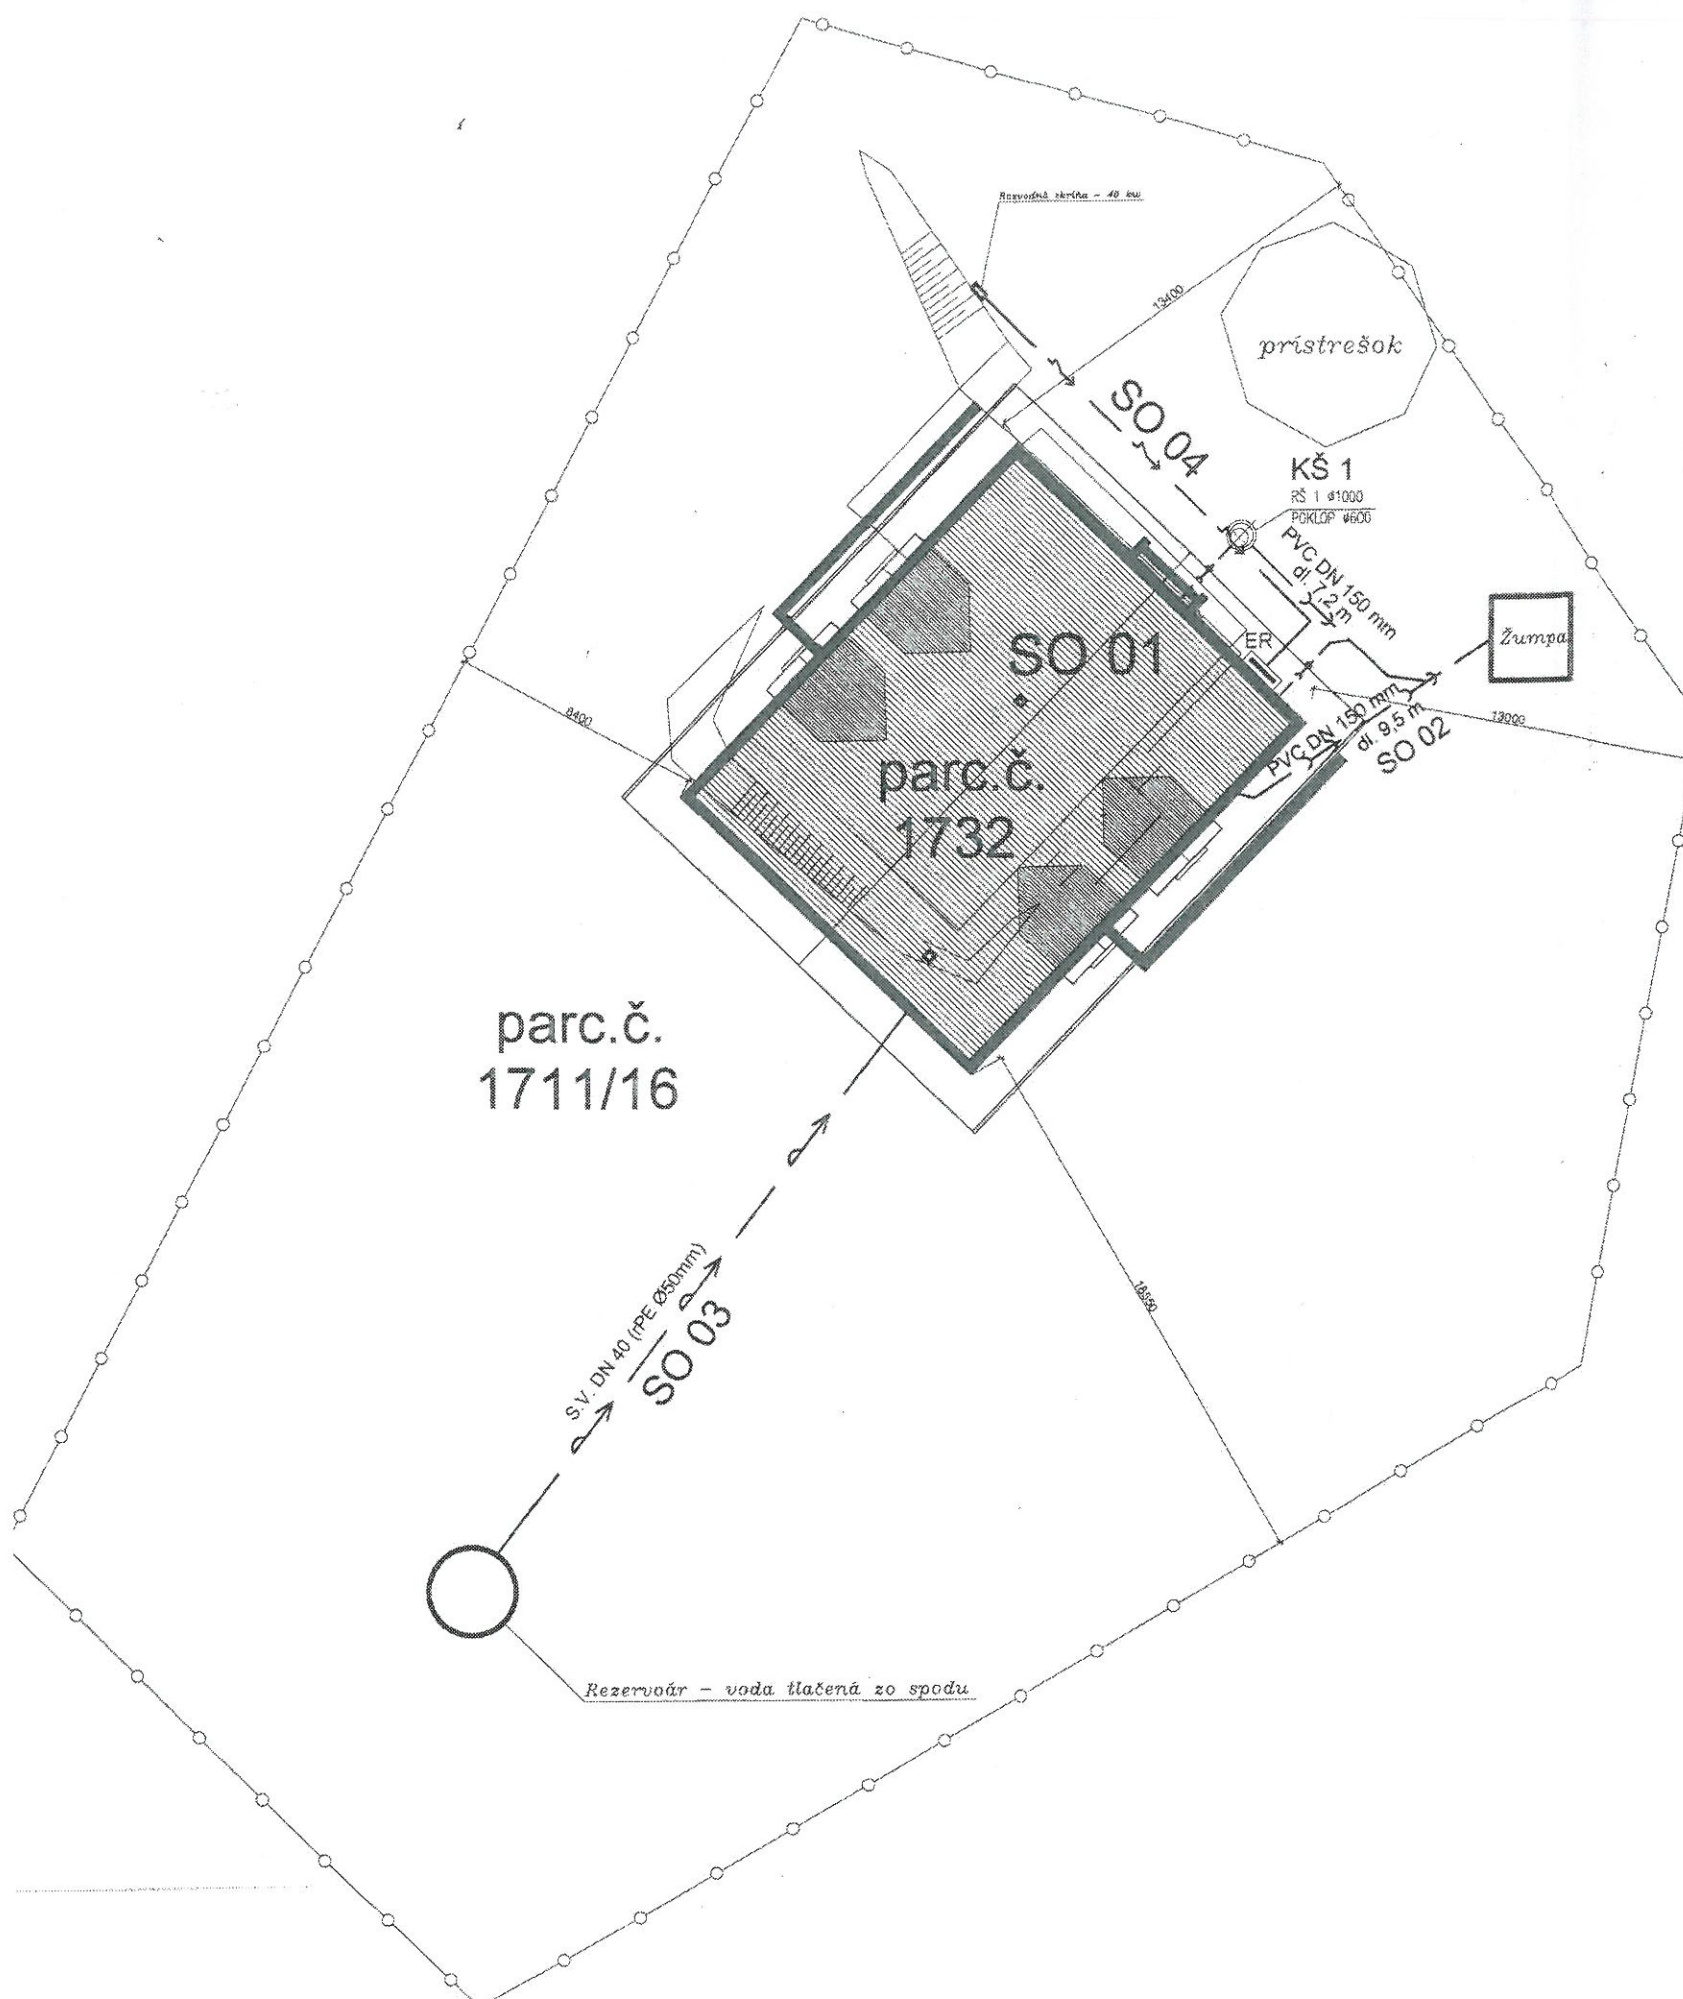 Rozvodná skriňa - 40 kw
13400
prístrešok
SO 04
KŠ 1
RŠ 1 ø1000
POKLOP ø600
PVC DN 150 mm
dl. 7,2 m
ER
Žumpa
SO 01
8400
PVC DN 150 mm
dl. 9,5 m
SO 02
13000
parc.č.
1732
parc.č.
1711/16
S.V. DN 40 (rPE Ø50mm)
SO 03
Rezervoár - voda tlačená zo spodu